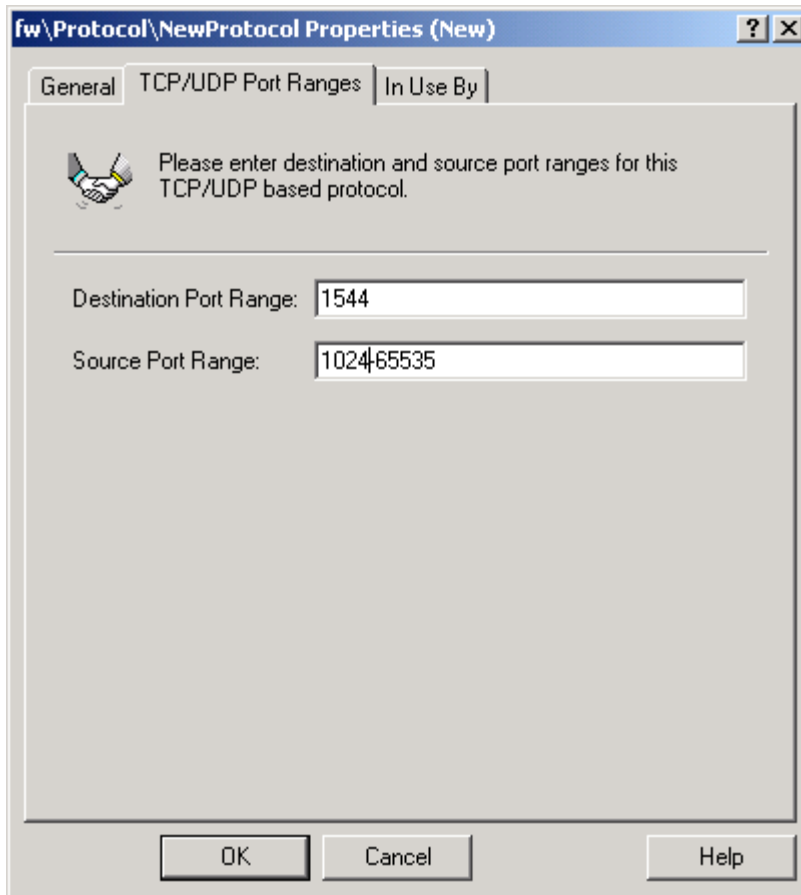 fw\Protocol\NewProtocol Properties (New)
General TCP/UDP Port Ranges In Use By
Please enter destination and source port ranges for this
TCP/UDP based protocol.
Destination Port Range: 1544
Source Port Range: 1024-65535
OK Cancel Help